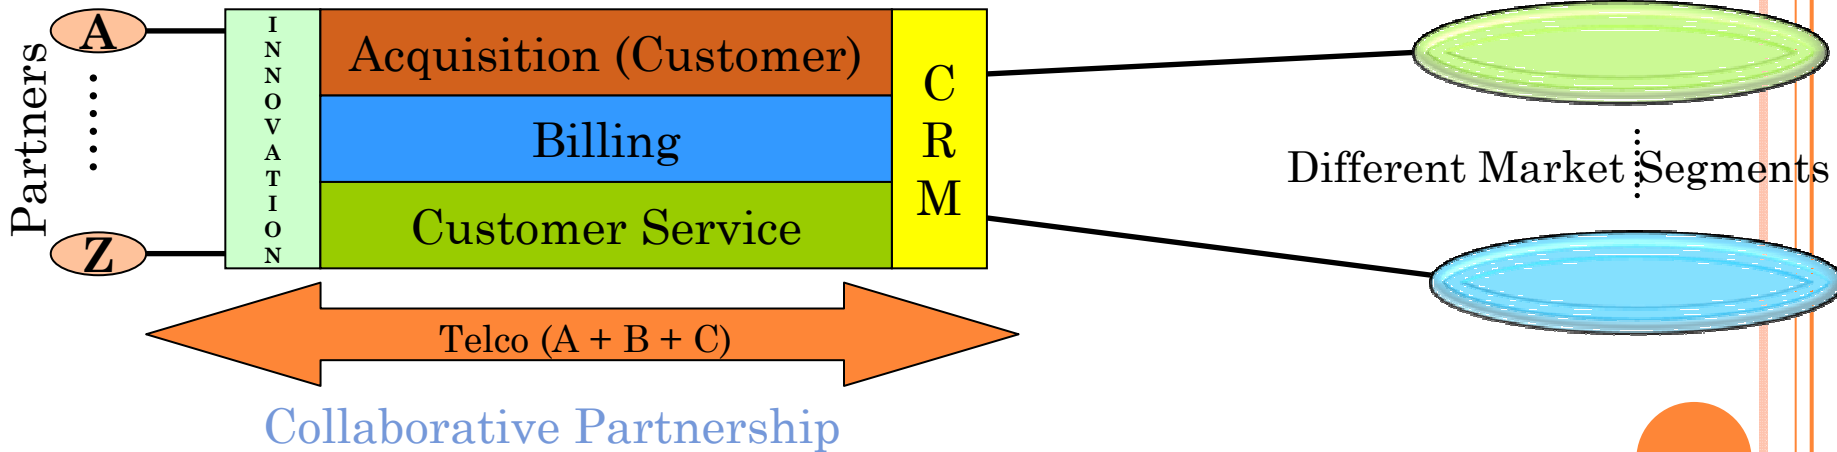 Partners
A
Z
INNOVATION
Acquisition (Customer)
Billing
Customer Service
CRM
Different Market Segments
Telco (A + B + C)
Collaborative Partnership